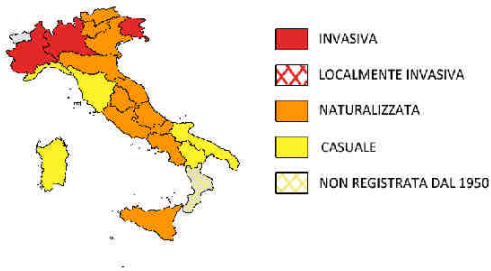 INVASIVA
LOCALMENTE INVASIVA
NATURALIZZATA
CASUALE
NON REGISTRATA DAL 1950